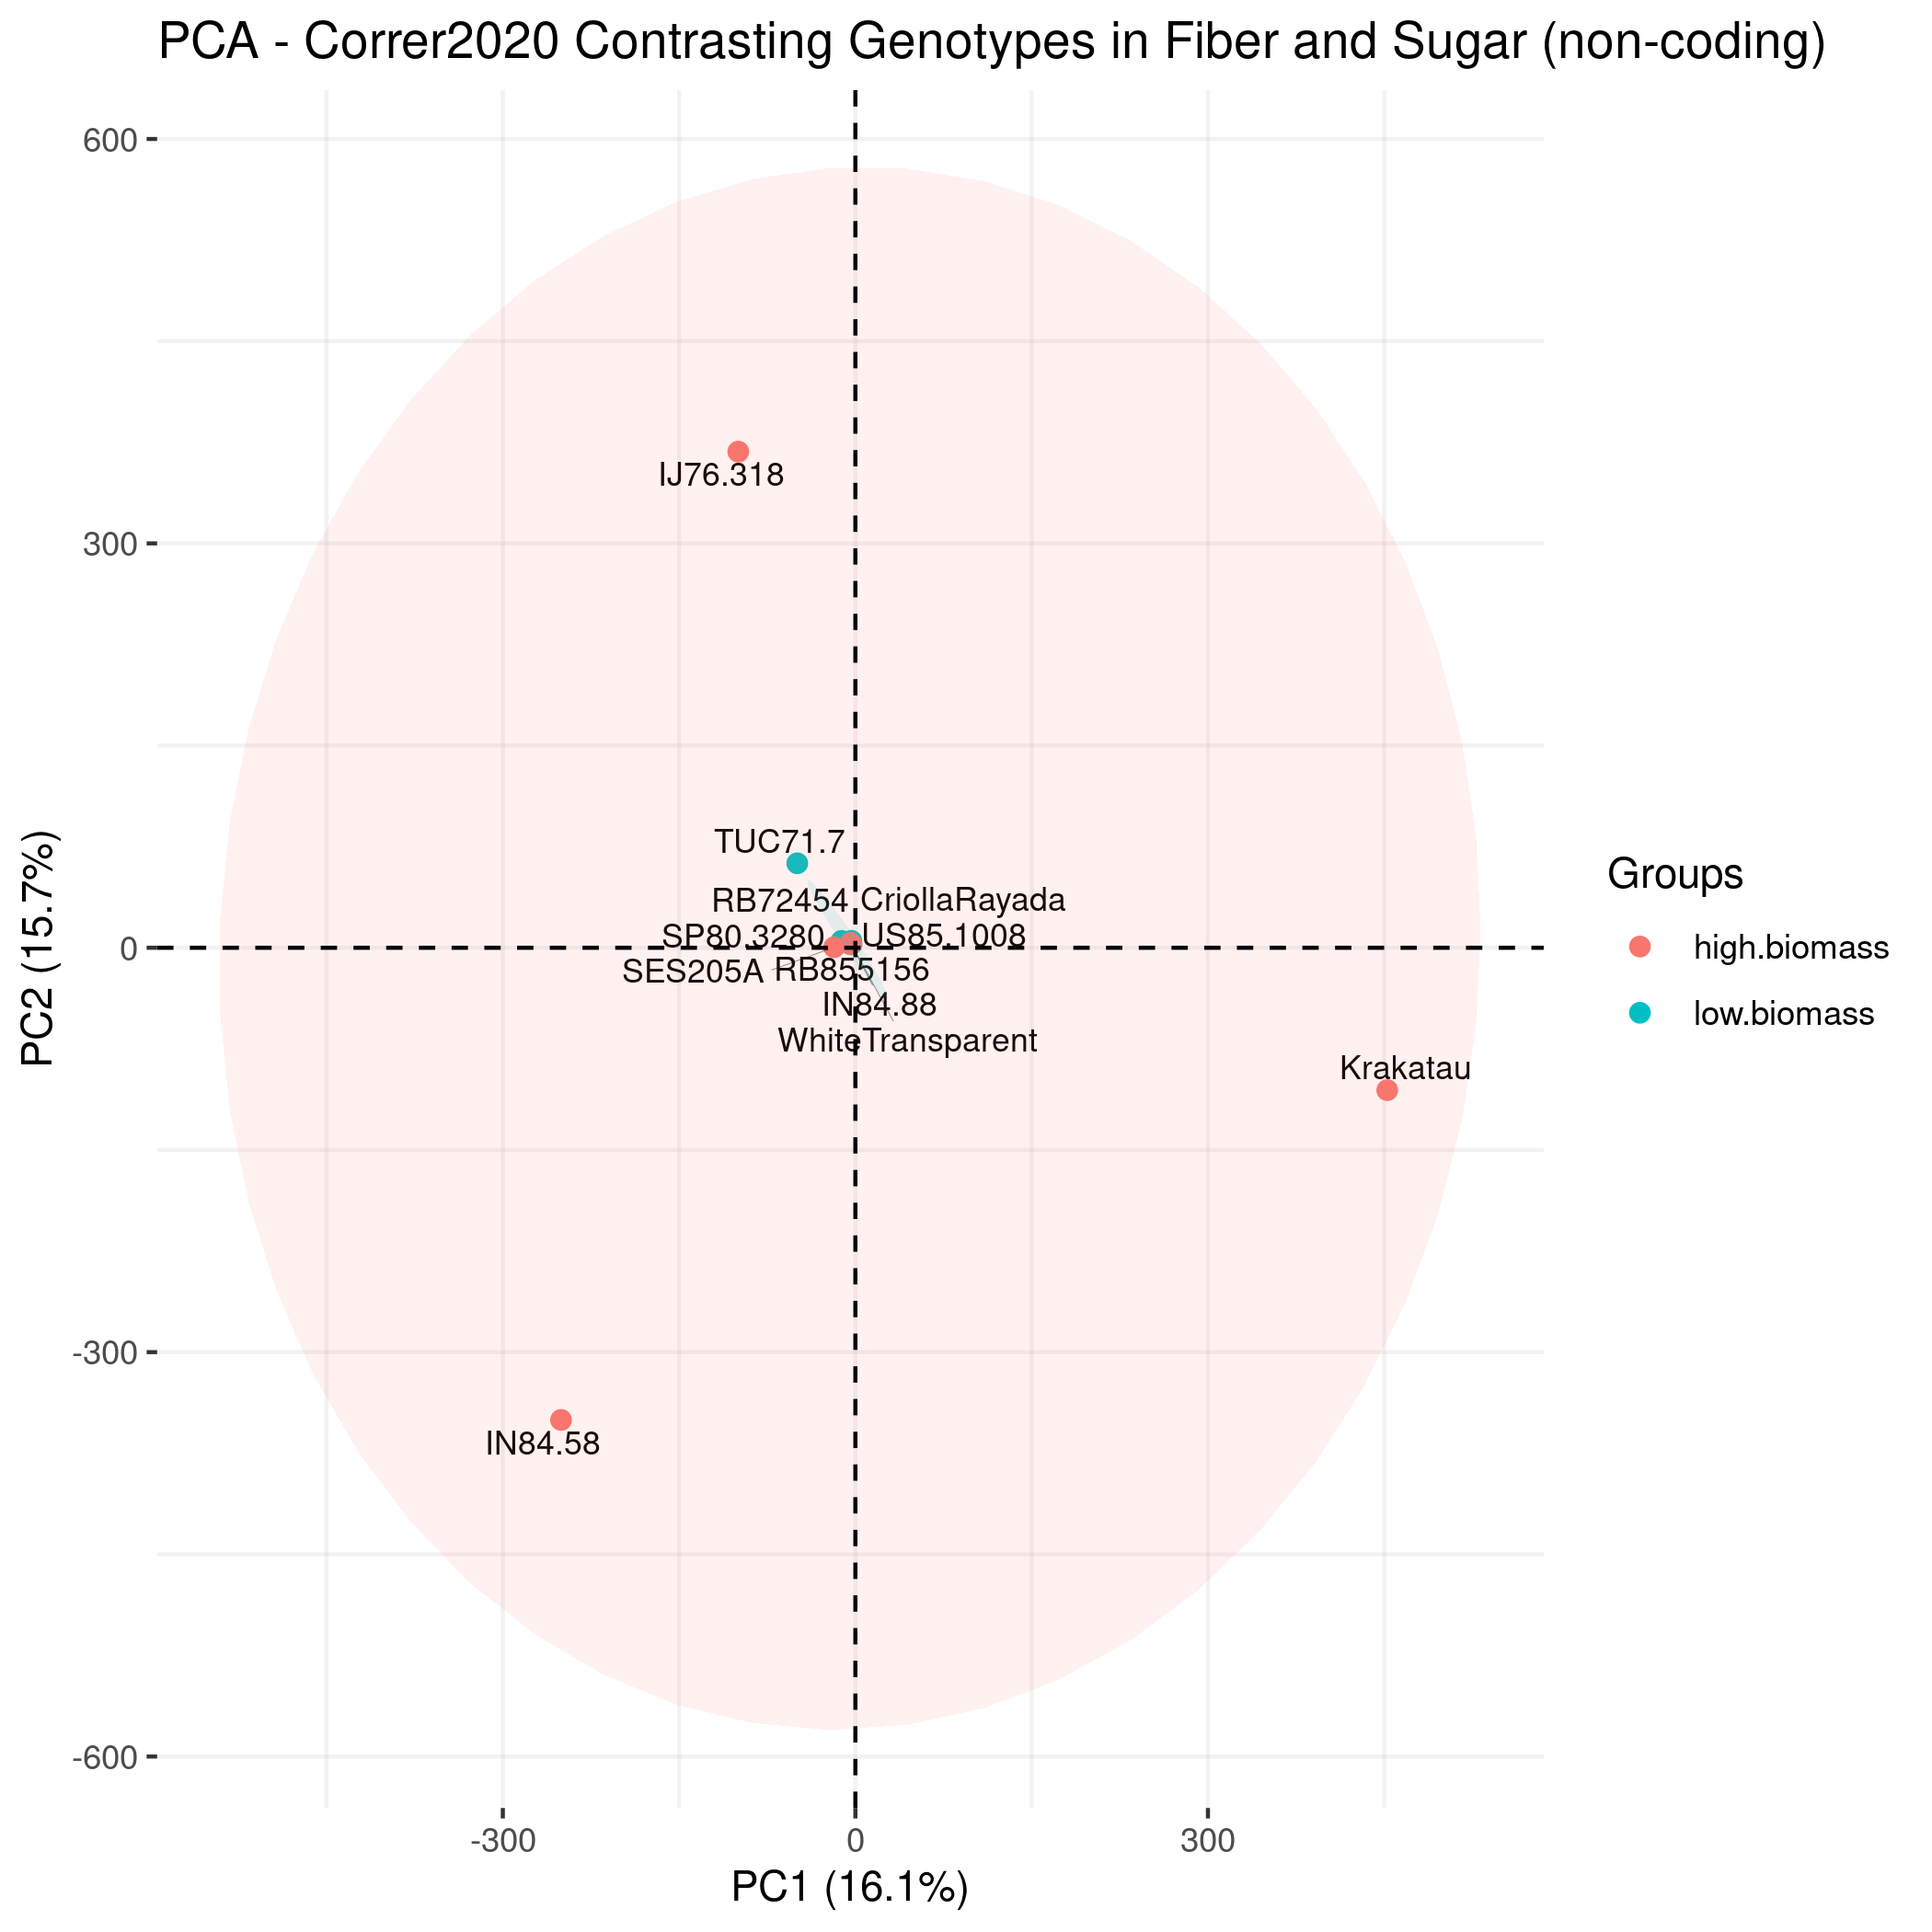 PCA - Correr2020 Contrasting Genotypes in Fiber and Sugar (non-coding)
600
300
0
-300
-600
PC2 (15.7%)
IJ76.318
TUC71.7
RB72454 CriollaRayada
SP80.3280 US85.1008
SES205A RB855156
IN84.88
WhiteTransparent
Krakatau
IN84.58
-300 0 300
PC1 (16.1%)
Groups
high.biomass
low.biomass